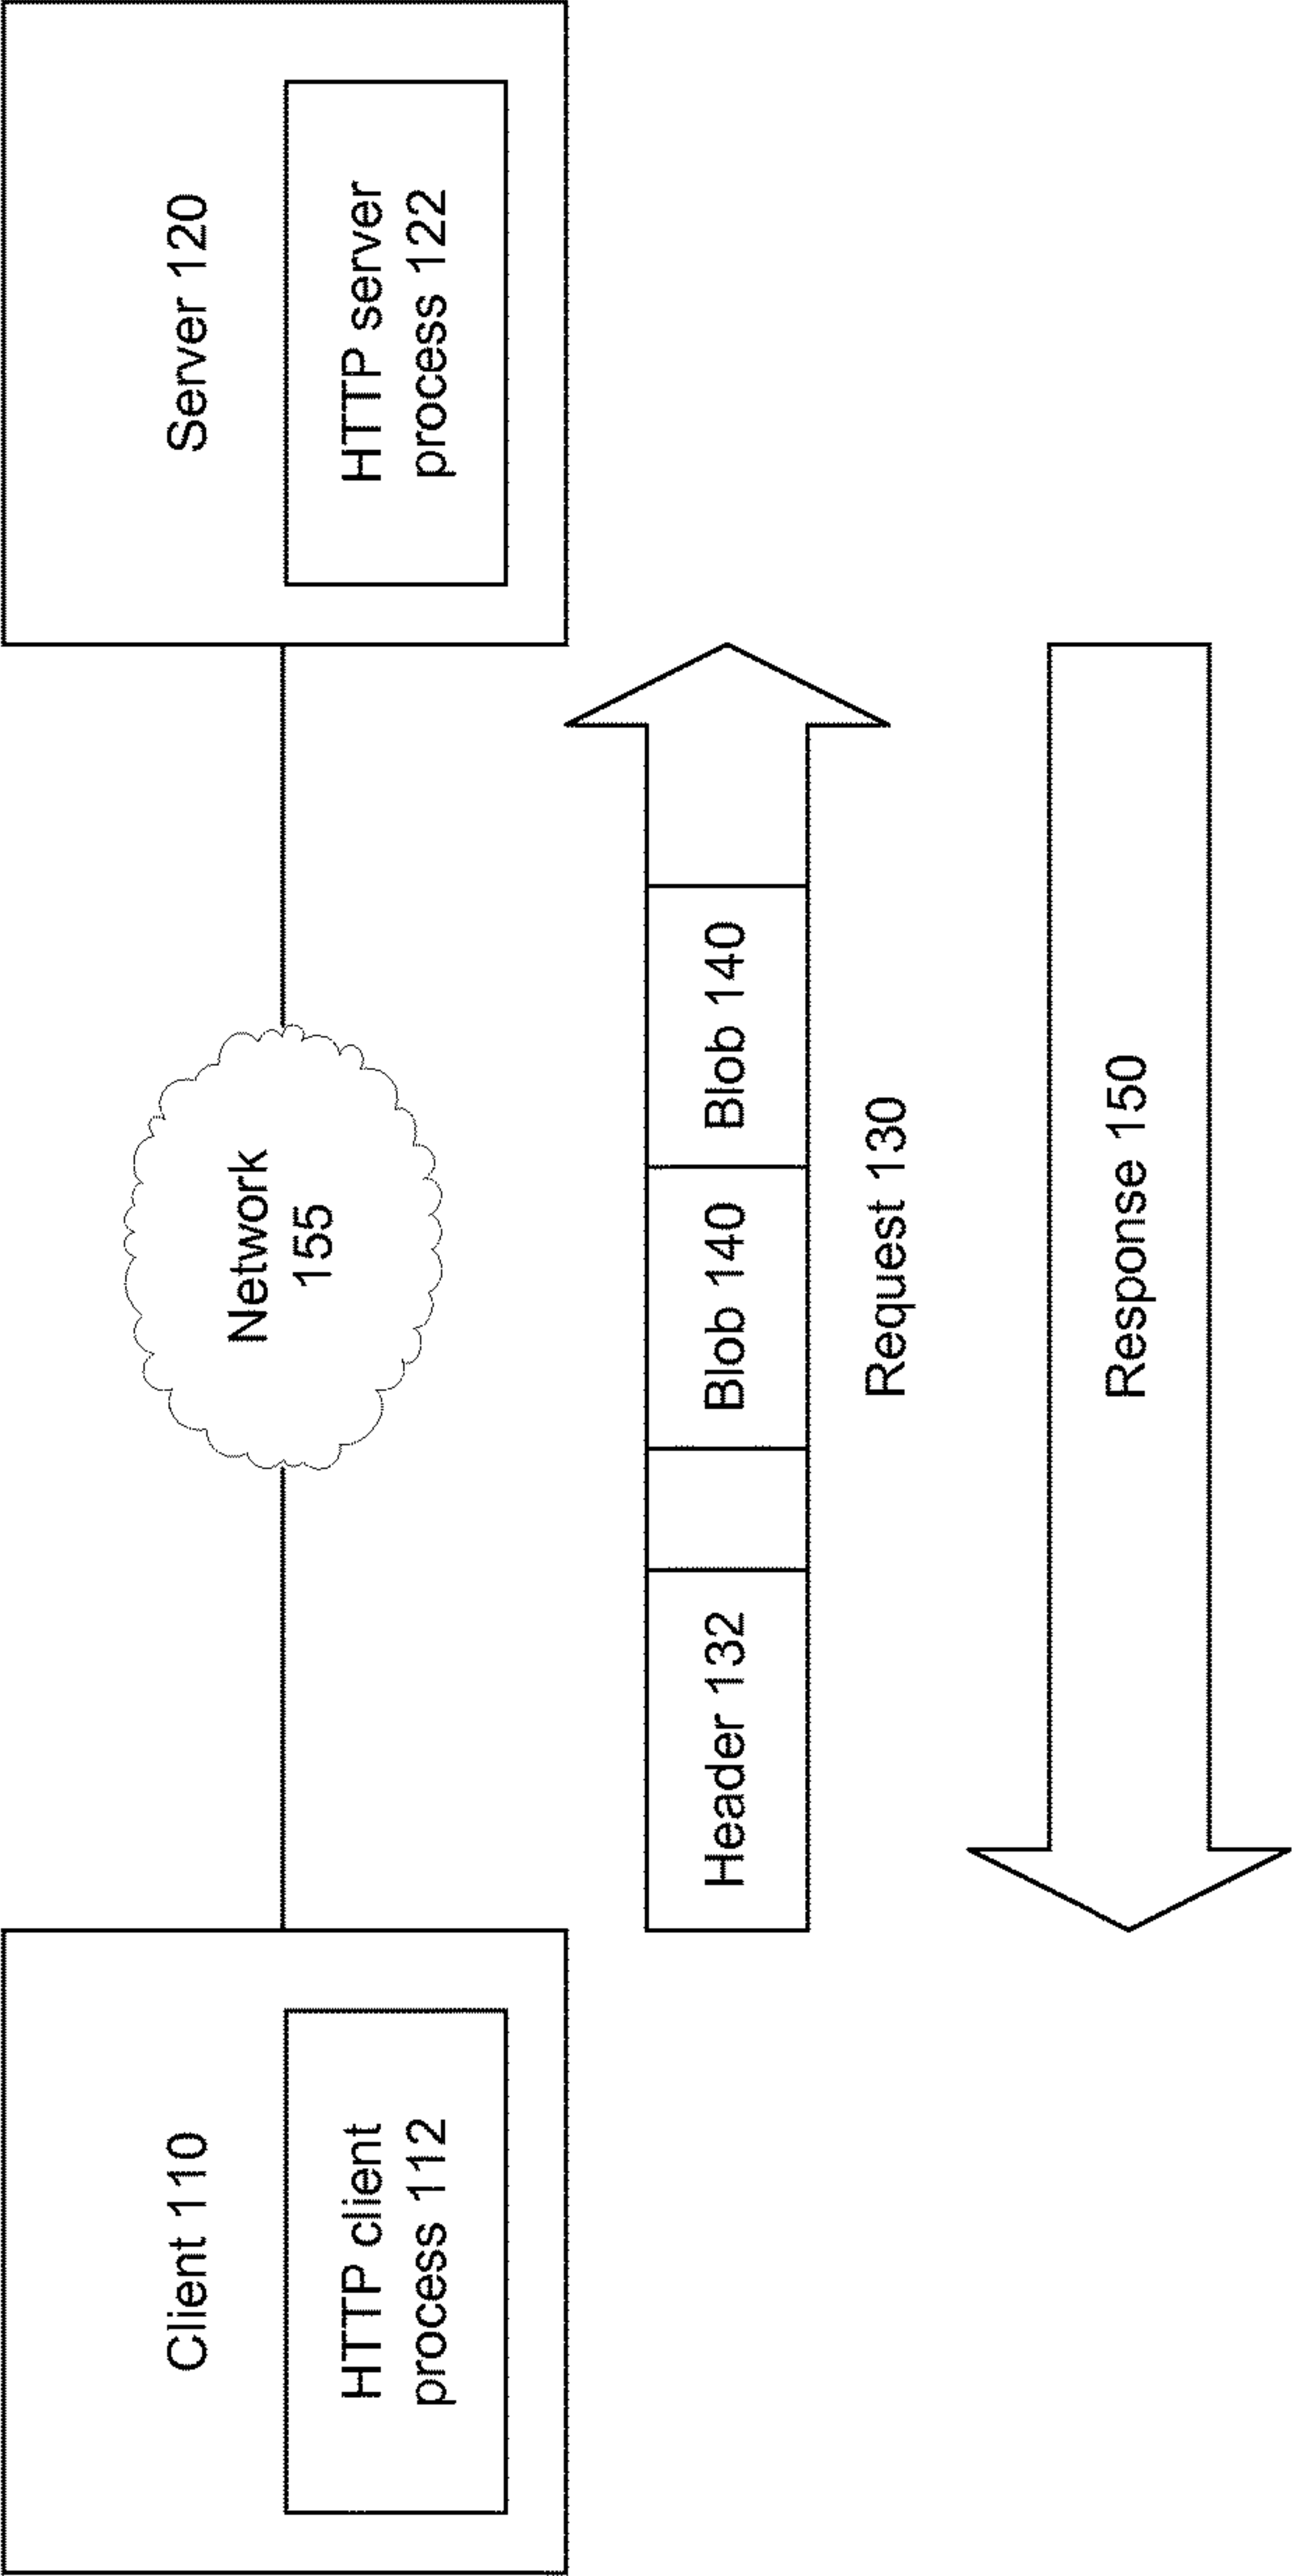 Client 110
HTTP client
process 112
Network
155
Server 120
HTTP server
process 122
Header 132
Blob 140
Blob 140
Request 130
Response 150